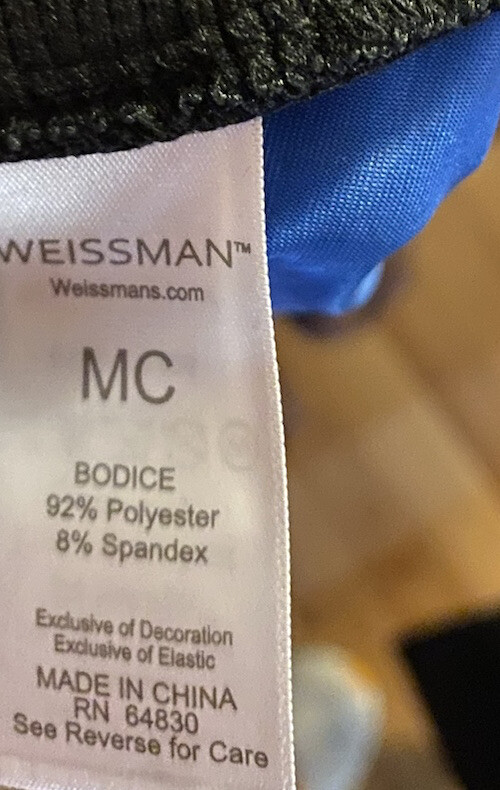 WEISSMAN™
Weissmans.com
MC
BODICE
92% Polyester
8% Spandex
Exclusive of Decoration
Exclusive of Elastic
MADE IN CHINA
RN 64830
See Reverse for Care